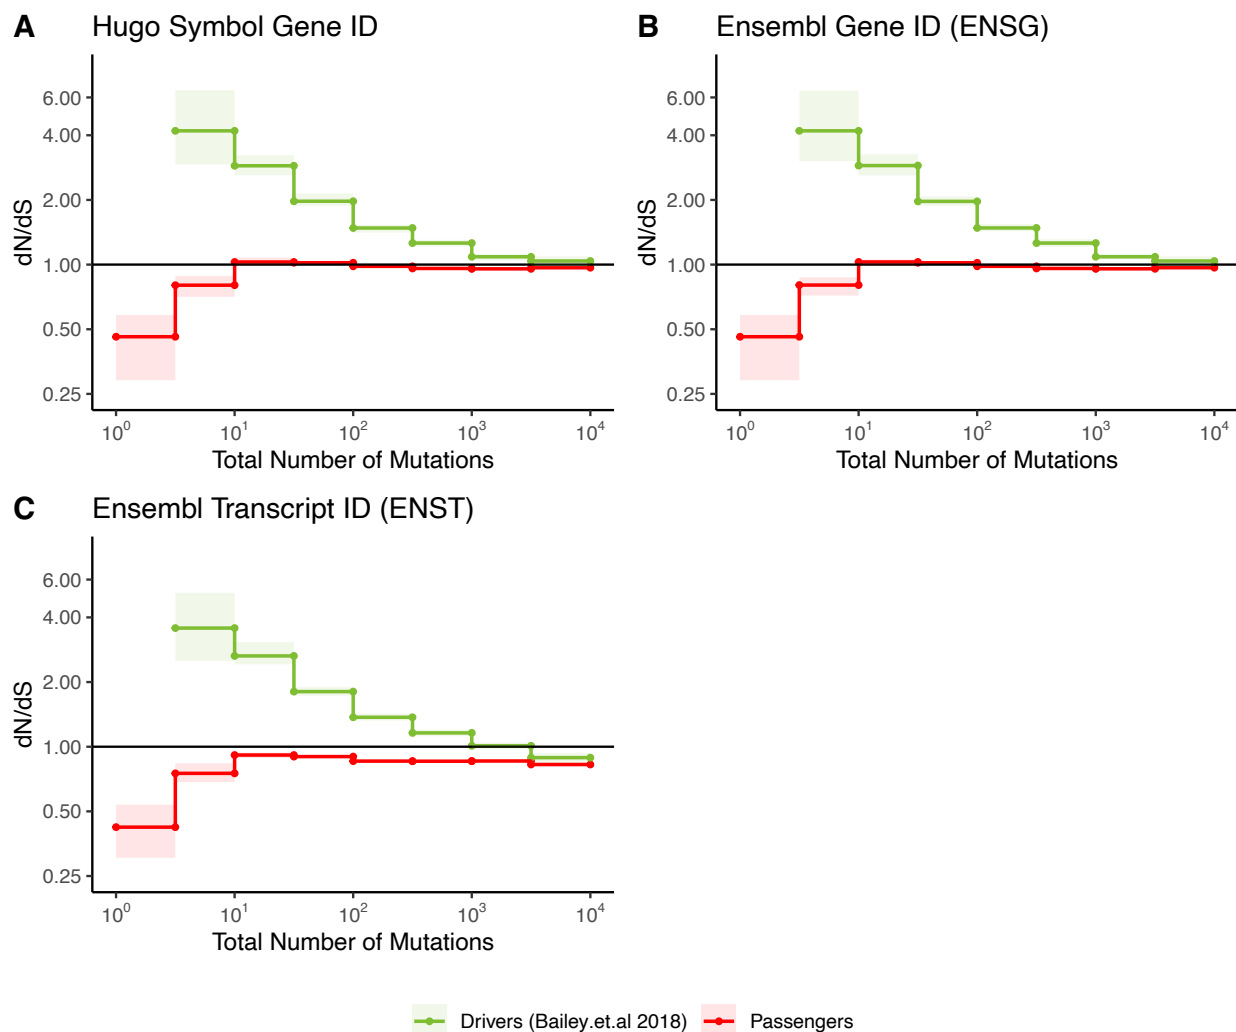 A Hugo Symbol Gene ID
dN/dS
6.00
4.00
2.00
1.00
0.50
0.25
10⁰ 10¹ 10² 10³ 10⁴
Total Number of Mutations
B Ensembl Gene ID (ENSG)
dN/dS
6.00
4.00
2.00
1.00
0.50
0.25
10⁰ 10¹ 10² 10³ 10⁴
Total Number of Mutations
C Ensembl Transcript ID (ENST)
dN/dS
6.00
4.00
2.00
1.00
0.50
0.25
10⁰ 10¹ 10² 10³ 10⁴
Total Number of Mutations
Drivers (Bailey.et.al 2018) Passengers